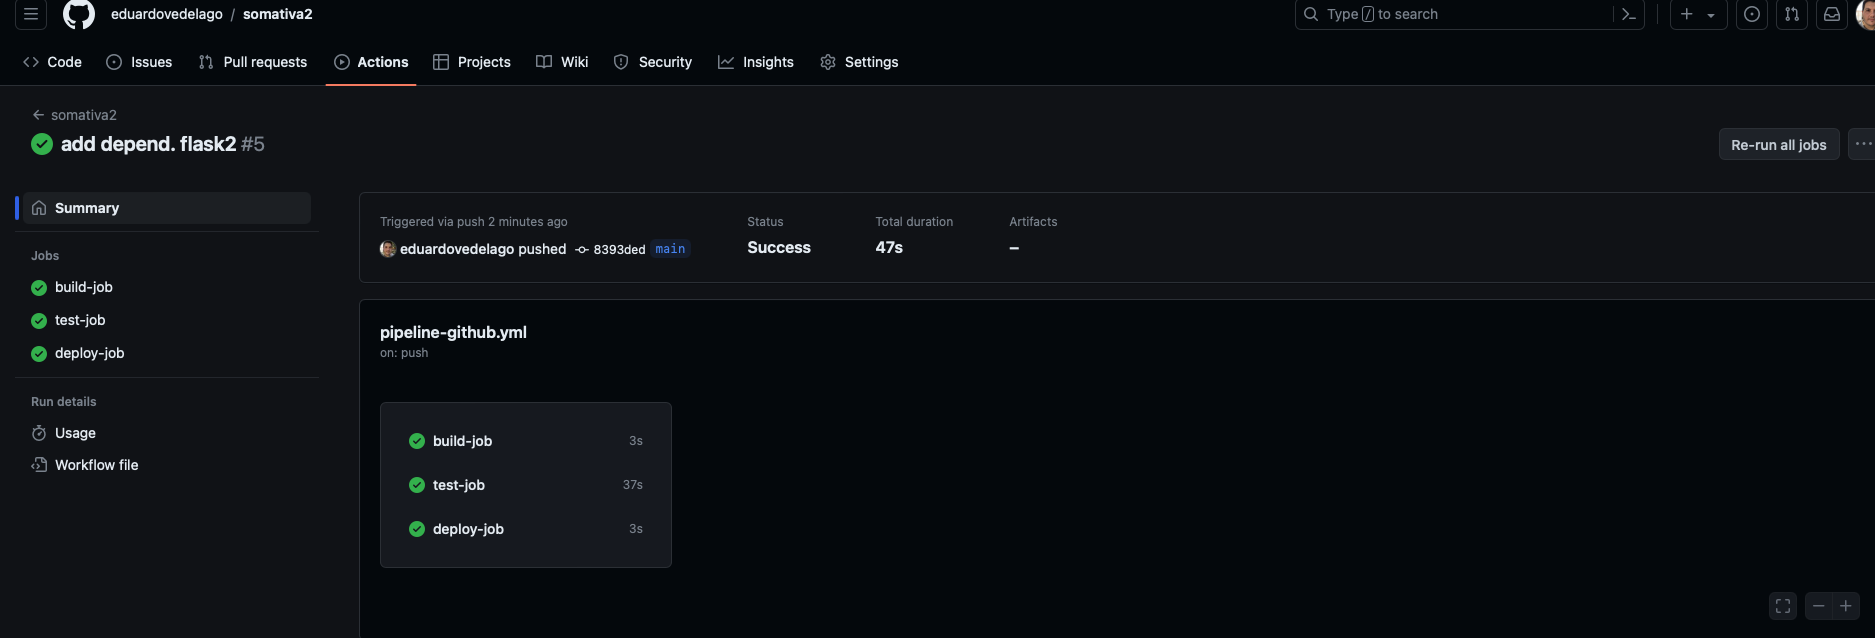 eduardovedelago / somativa2
Type / to search
Code Issues Pull requests Actions Projects Wiki Security Insights Settings
← somativa2
add depend. flask2 #5
Re-run all jobs
Summary
Jobs
build-job
test-job
deploy-job
Run details
Usage
Workflow file
Triggered via push 2 minutes ago
eduardovedelago pushed 8393ded main
Status
Success
Total duration
47s
Artifacts
–
pipeline-github.yml
on: push
build-job 3s
test-job 37s
deploy-job 3s